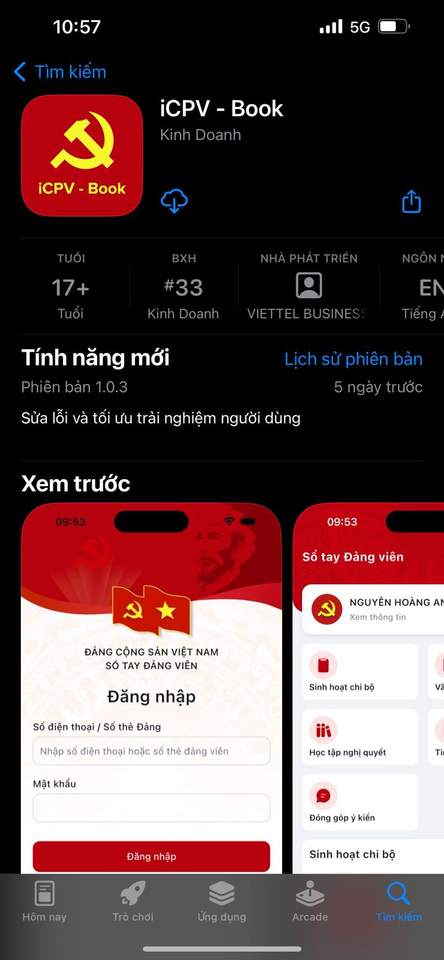 10:57
5G
Tìm kiếm
iCPV - Book
iCPV - Book
Kinh Doanh
TUỔI
BXH
NHÀ PHÁT TRIỂN
NGÔN N
17+
#33
EN
Tuổi
Kinh Doanh
VIETTEL BUSINESS
Tiếng A
Tính năng mới
Lịch sử phiên bản
Phiên bản 1.0.3
5 ngày trước
Sửa lỗi và tối ưu trải nghiệm người dùng
Xem trước
09:53
ĐẢNG CỘNG SẢN VIỆT NAM
SỔ TAY ĐẢNG VIÊN
Đăng nhập
Số điện thoại / Số thẻ Đảng
Nhập số điện thoại hoặc số thẻ đảng viên
Mật khẩu
Đăng nhập
09:53
Sổ tay Đảng viên
NGUYỄN HOÀNG AN
Xem thông tin
Sinh hoạt chi bộ
Vă
Học tập nghị quyết
Ti
Đóng góp ý kiến
Sinh hoạt chi bộ
Hôm nay
Trò chơi
Ứng dụng
Arcade
Tìm kiếm